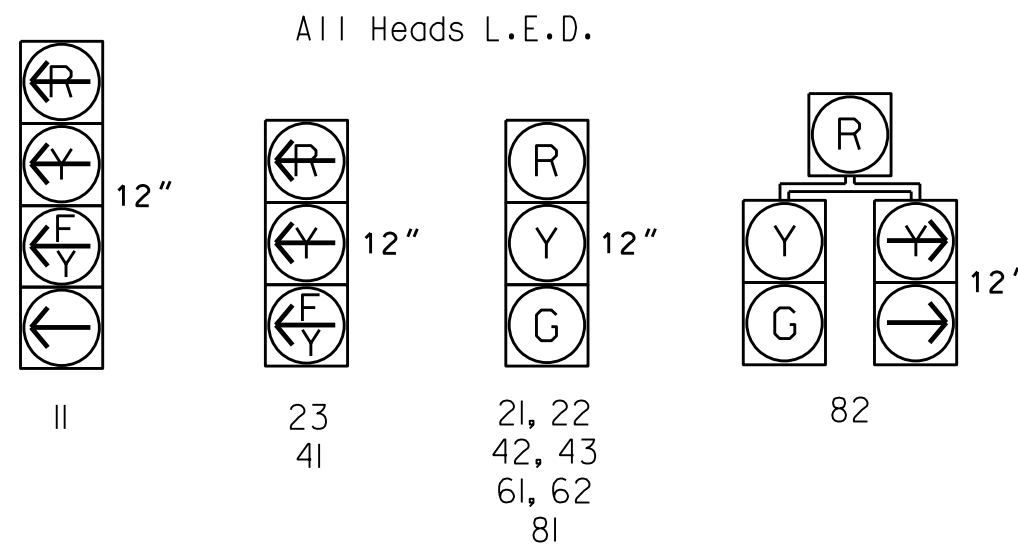 All Heads L.E.D.
R
Y
F
Y
12"
11
R
Y
F
Y
12"
23
41
R
Y
G
12"
21, 22
42, 43
61, 62
81
R
Y
G
Y
12'
82